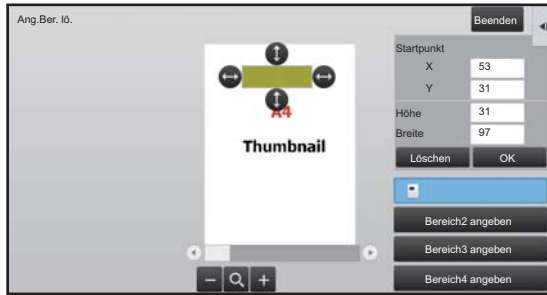 Ang.Ber. lö.
Beenden
Startpunkt
X 53
Y 31
Höhe 31
Breite 97
Löschen OK
A4
Thumbnail
Bereich2 angeben
Bereich3 angeben
Bereich4 angeben